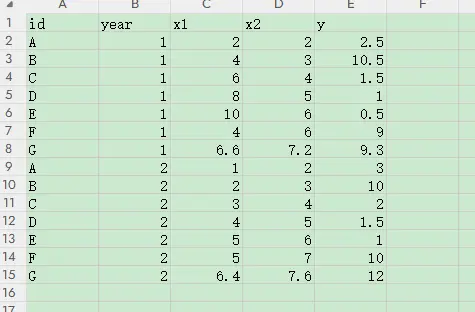 A B C D E F
1 id year x1 x2 y
2 A 1 2 2 2.5
3 B 1 4 3 10.5
4 C 1 6 4 1.5
5 D 1 8 5 1
6 E 1 10 6 0.5
7 F 1 4 6 9
8 G 1 6.6 7.2 9.3
9 A 2 1 2 3
10 B 2 2 3 10
11 C 2 3 4 2
12 D 2 4 5 1.5
13 E 2 5 6 1
14 F 2 5 7 10
15 G 2 6.4 7.6 12
16
17